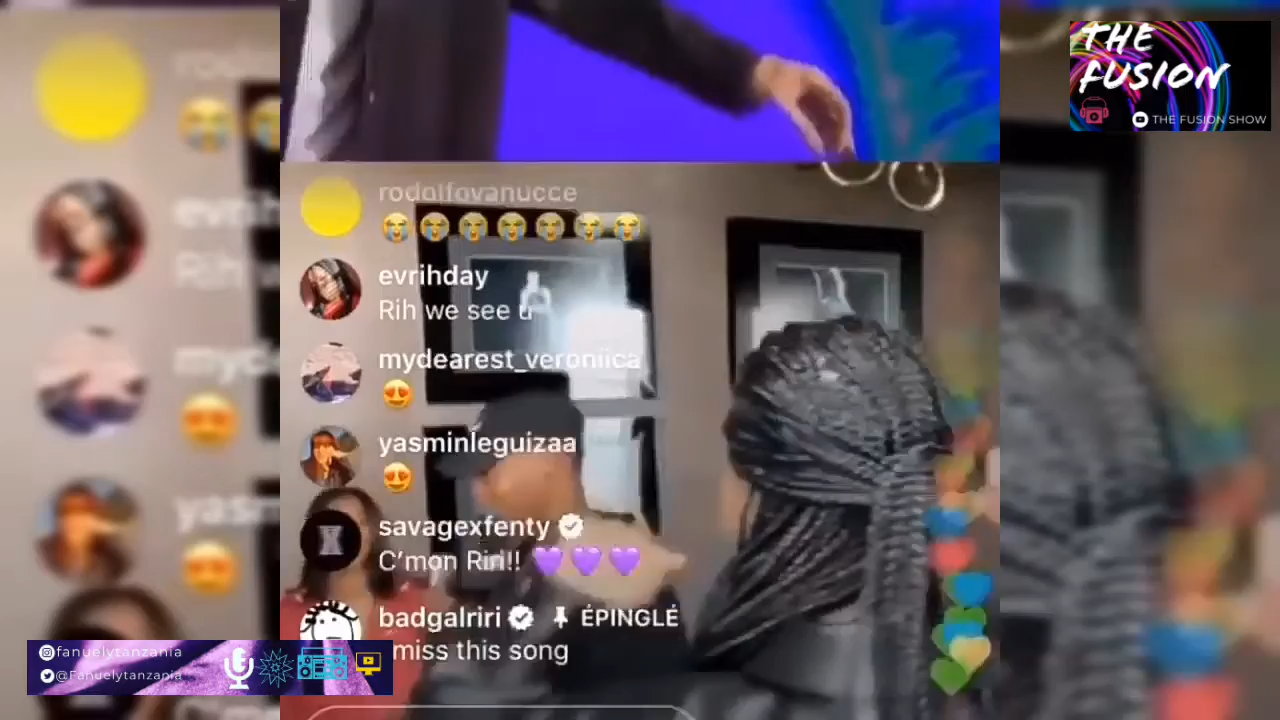 THE
FUSION
THE FUSION SHOW
rodolfovanucce
😭😭😭😭😭😭😭
evrihday
Rih we see u
mydearest_veroniica
😍
yasminleguizaa
😍
savagexfenty
C'mon Riri!! 💜💜💜
badgalriri ÉPINGLÉ
miss this song
fanuelytanzania
@Fanuelytanzania